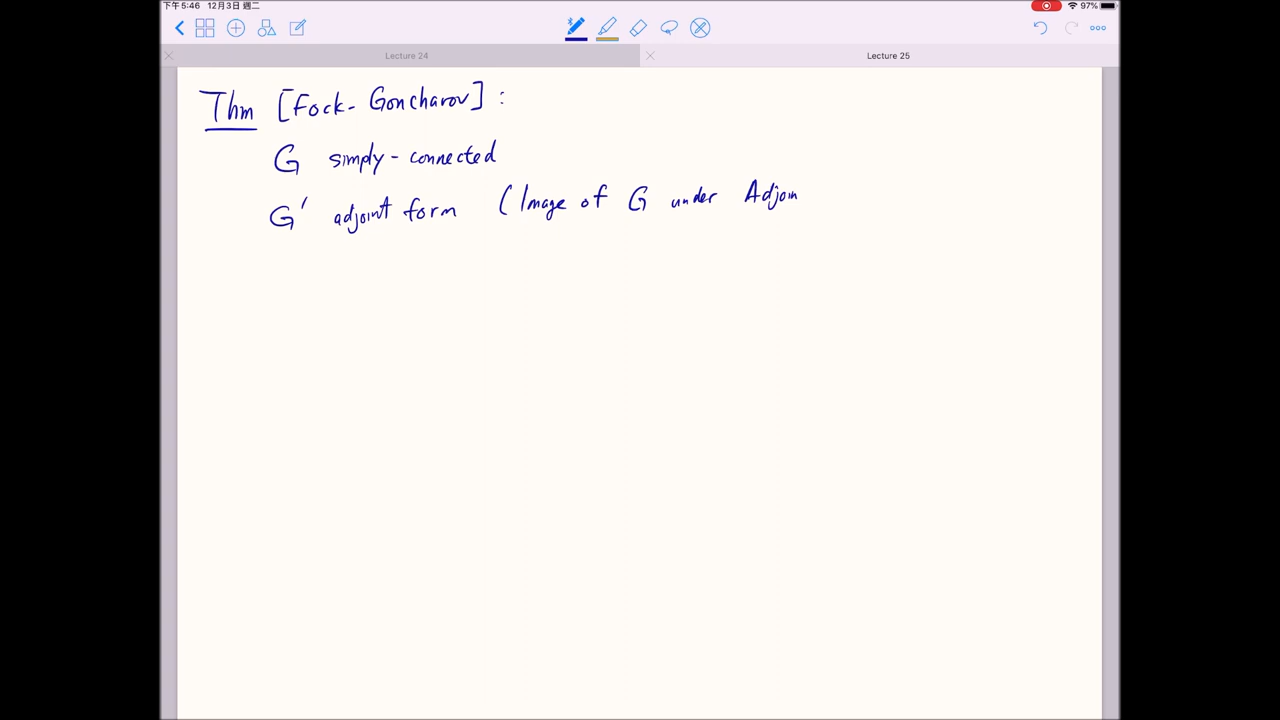 下午5:46 12月3日 週二
97%
Lecture 24
Lecture 25
Thm [Fock-Goncharov] :
G simply-connected
G' adjoint form (Image of G under Adjoin